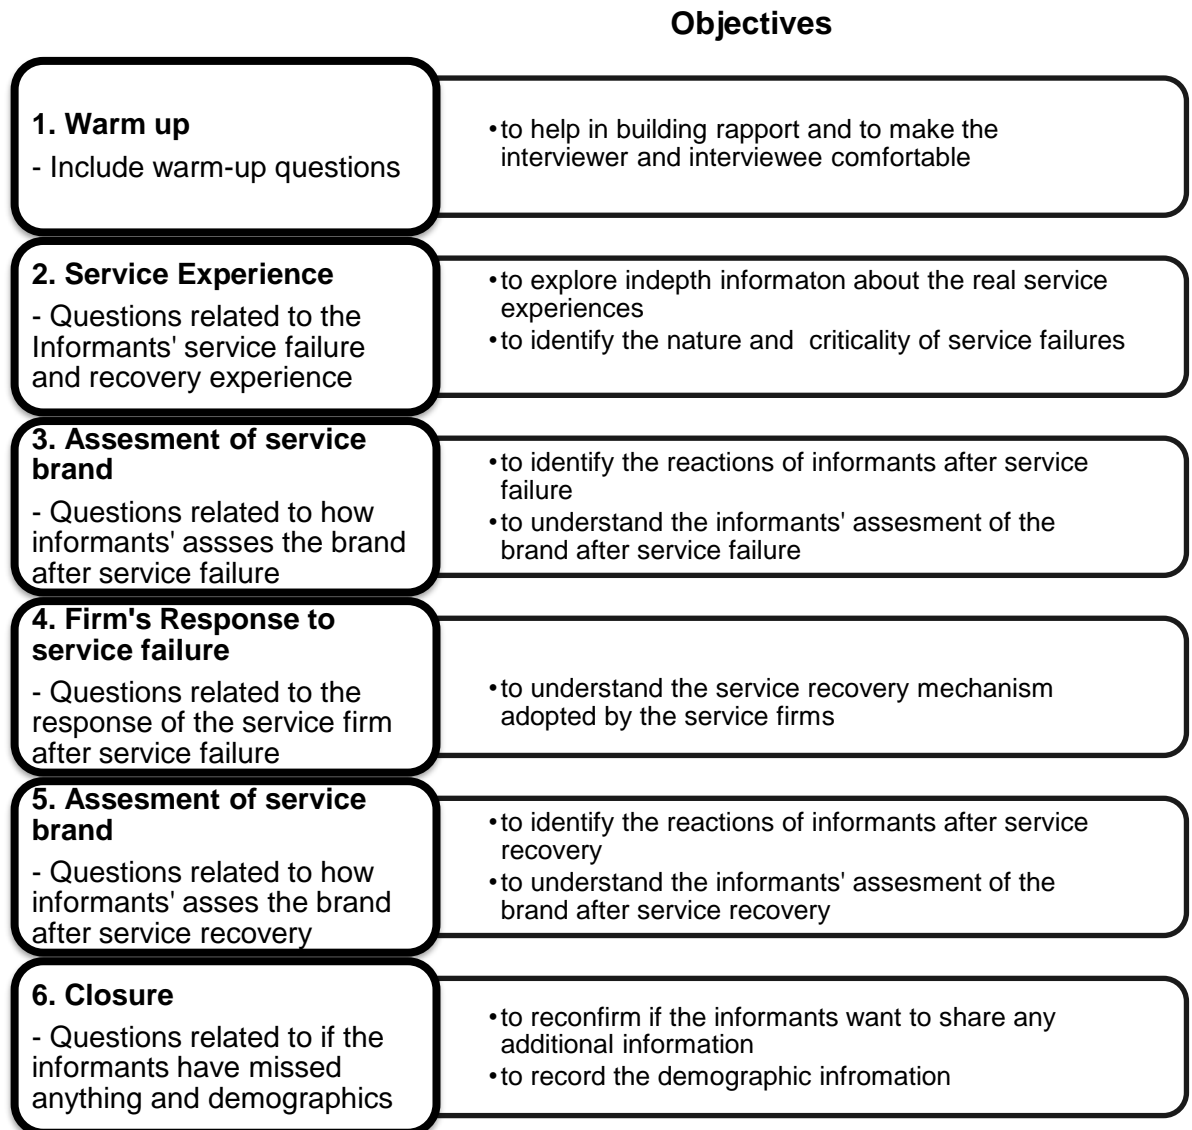 Objectives
1. Warm up
- Include warm-up questions
•to help in building rapport and to make the
interviewer and interviewee comfortable
2. Service Experience
- Questions related to the
Informants' service failure
and recovery experience
•to explore indepth informaton about the real service
experiences
•to identify the nature and  criticality of service failures
3. Assesment of service
brand
- Questions related to how
informants' assses the brand
after service failure
•to identify the reactions of informants after service
failure
•to understand the informants' assesment of the
brand after service failure
4. Firm's Response to
service failure
- Questions related to the
response of the service firm
after service failure
•to understand the service recovery mechanism
adopted by the service firms
5. Assesment of service
brand
- Questions related to how
informants' asses the brand
after service recovery
•to identify the reactions of informants after service
recovery
•to understand the informants' assesment of the
brand after service recovery
6. Closure
- Questions related to if the
informants have missed
anything and demographics
•to reconfirm if the informants want to share any
additional information
•to record the demographic infromation